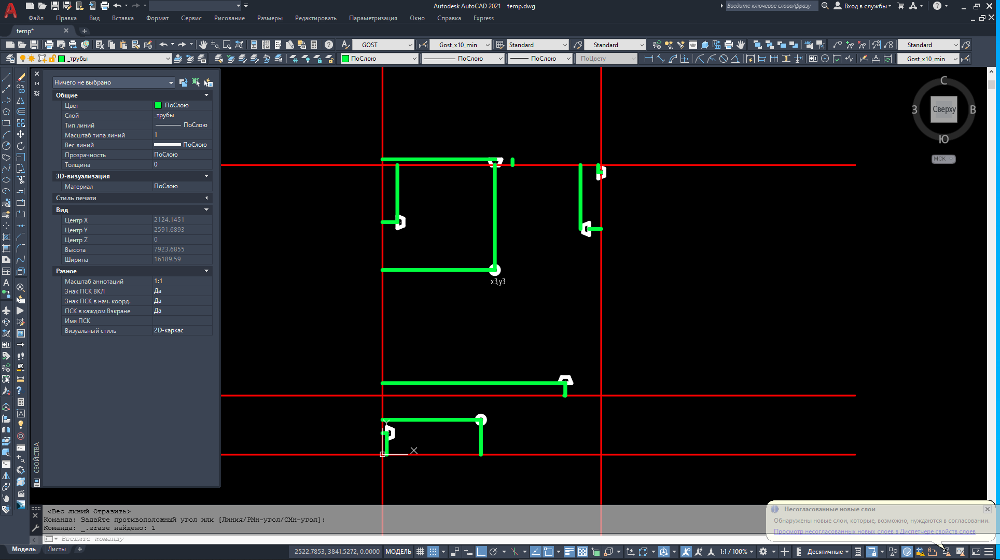 Autodesk AutoCAD 2021 temp.dwg
Введите ключевое слово/фразу
Вход в службы
Файл Правка Вид Вставка Формат Сервис Рисование Размеры Редактировать Параметризация Окно Справка Express
temp*
GOST Gost_x10_min Standard Standard Standard
_трубы ПоСлою ПоСлою ПоСлою ПоЦвету Gost_x10_min
Ничего не выбрано
Общие
Цвет ПоСлою
Слой _трубы
Тип линий ПоСлою
Масштаб типа линий 1
Вес линий ПоСлою
Прозрачность ПоСлою
Толщина 0
3D-визуализация
Материал ПоСлою
Стиль печати
Вид
Центр X 2124.1451
Центр Y 2591.6893
Центр Z 0
Высота 7923.6855
Ширина 16189.59
Разное
Масштаб аннотаций 1:1
Знак ПСК ВКЛ Да
Знак ПСК в нач. коорд. Да
ПСК в каждом Вэкране Да
Имя ПСК
Визуальный стиль 2D-каркас
СВОЙСТВА
x3,y3
Y
X
С
З Сверху В
Ю
МСК
<Вес линий Отразить>
Команда: Задайте противоположный угол или [Линия/РМн-угол/СМн-угол]:
Команда: _.erase найдено: 1
Введите команду
Несогласованные новые слои
Обнаружены новые слои, которые, возможно, нуждаются в согласовании.
Просмотр несогласованных новых слоев в Диспетчере свойств слоев
Модель Листы
2522.7853, 3841.5272, 0.0000 МОДЕЛЬ 1:1 / 100% Десятичные